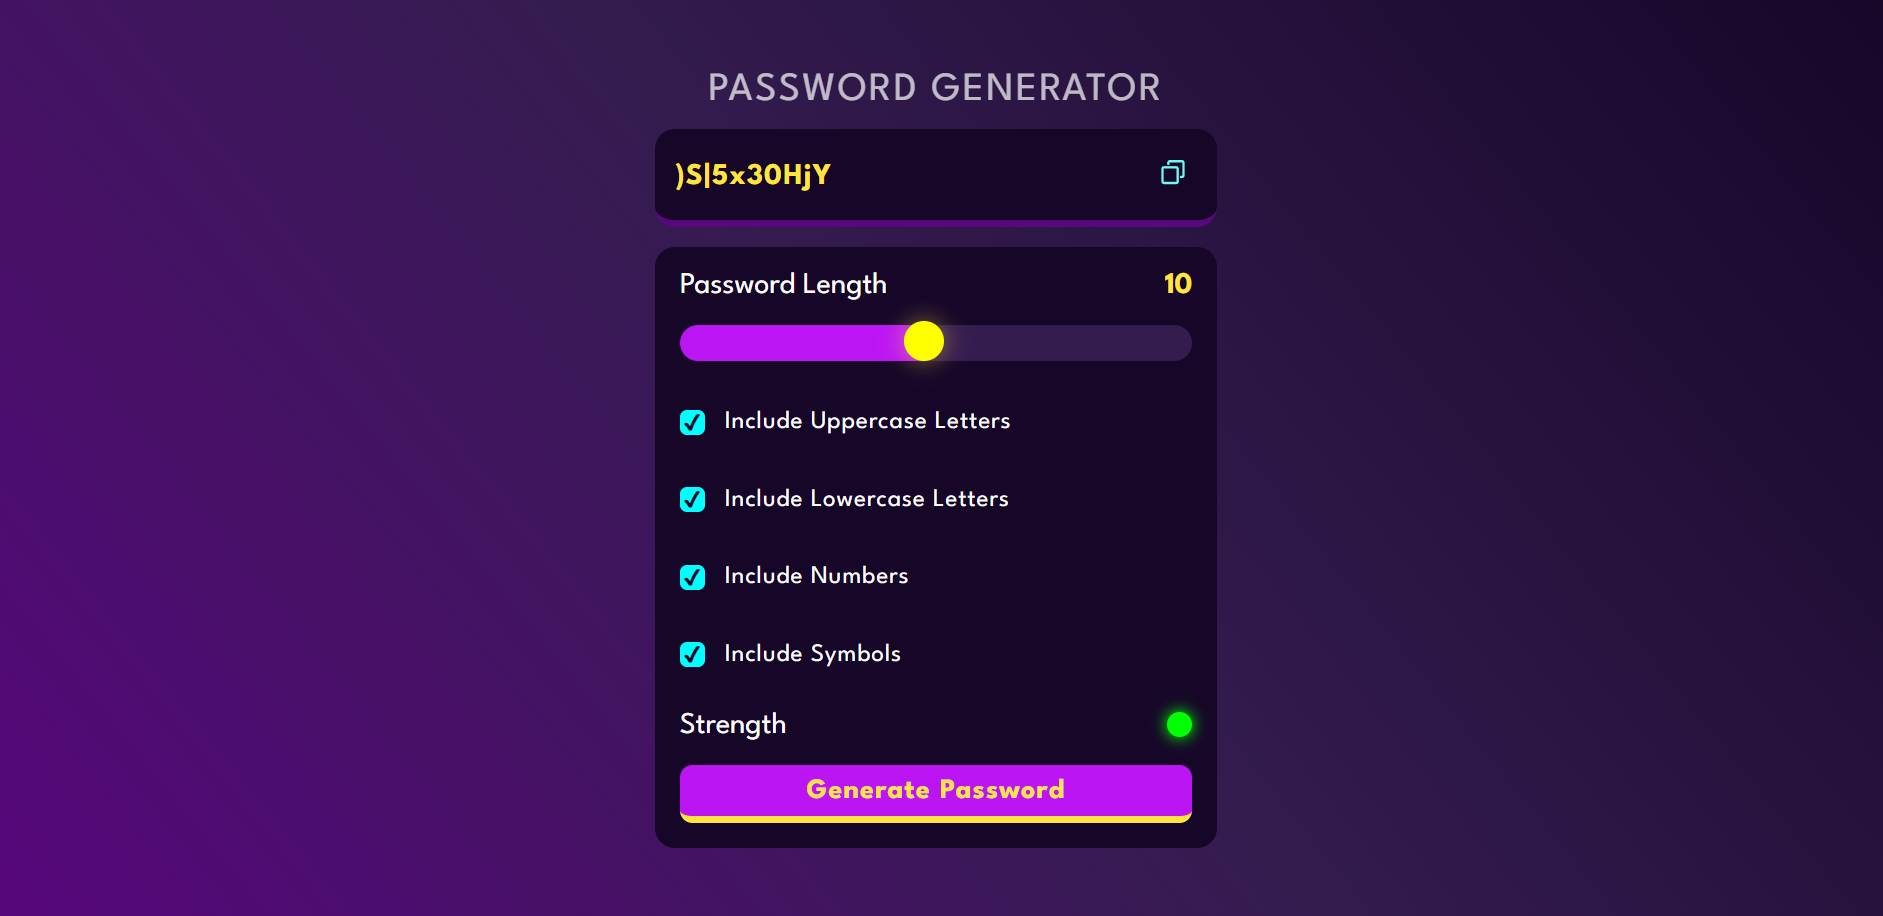 PASSWORD GENERATOR
)S|5x30HjY
Password Length 10
Include Uppercase Letters
Include Lowercase Letters
Include Numbers
Include Symbols
Strength
Generate Password